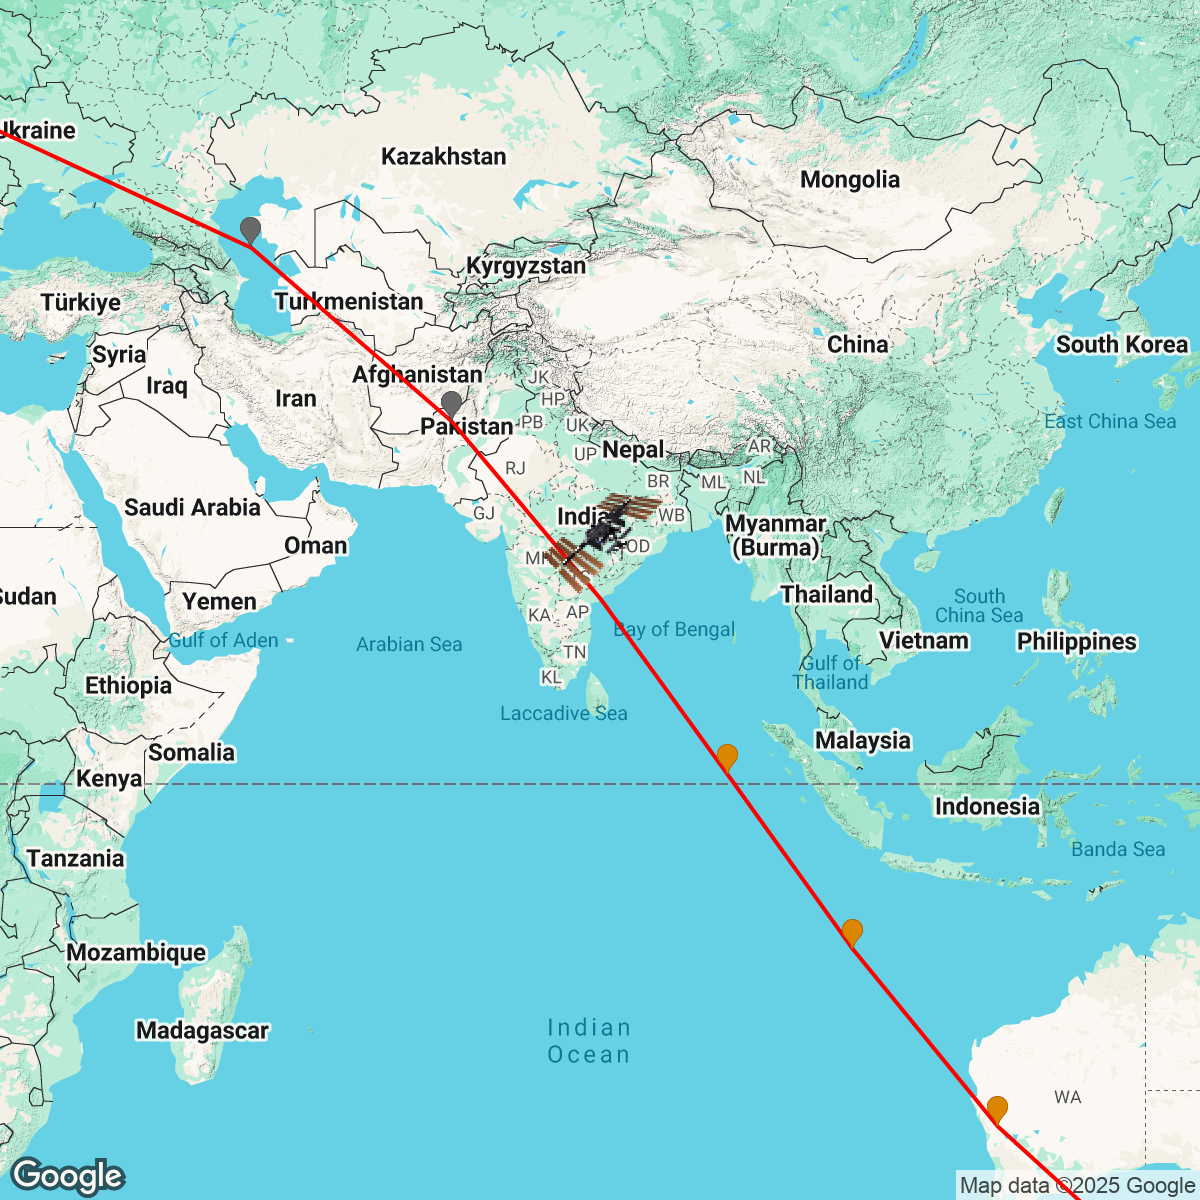 Ukraine
Kazakhstan
Mongolia
Kyrgyzstan
Türkiye
Turkmenistan
South Korea
China
Syria
Iraq
Afghanistan
JK
Iran
HP
East China Sea
PB
UK
Pakistan
Nepal
AR
UP
RJ
BR
ML
NL
Saudi Arabia
GJ
India
WB
Myanmar
(Burma)
Oman
OD
Sudan
Yemen
Thailand
South
China Sea
KA
AP
Gulf of Aden
Arabian Sea
Bay of Bengal
Vietnam
Philippines
TN
Gulf of
Thailand
KL
Ethiopia
Laccadive Sea
Somalia
Malaysia
Kenya
Indonesia
Tanzania
Banda Sea
Mozambique
Madagascar
Indian
Ocean
WA
Google
Map data ©2025 Google